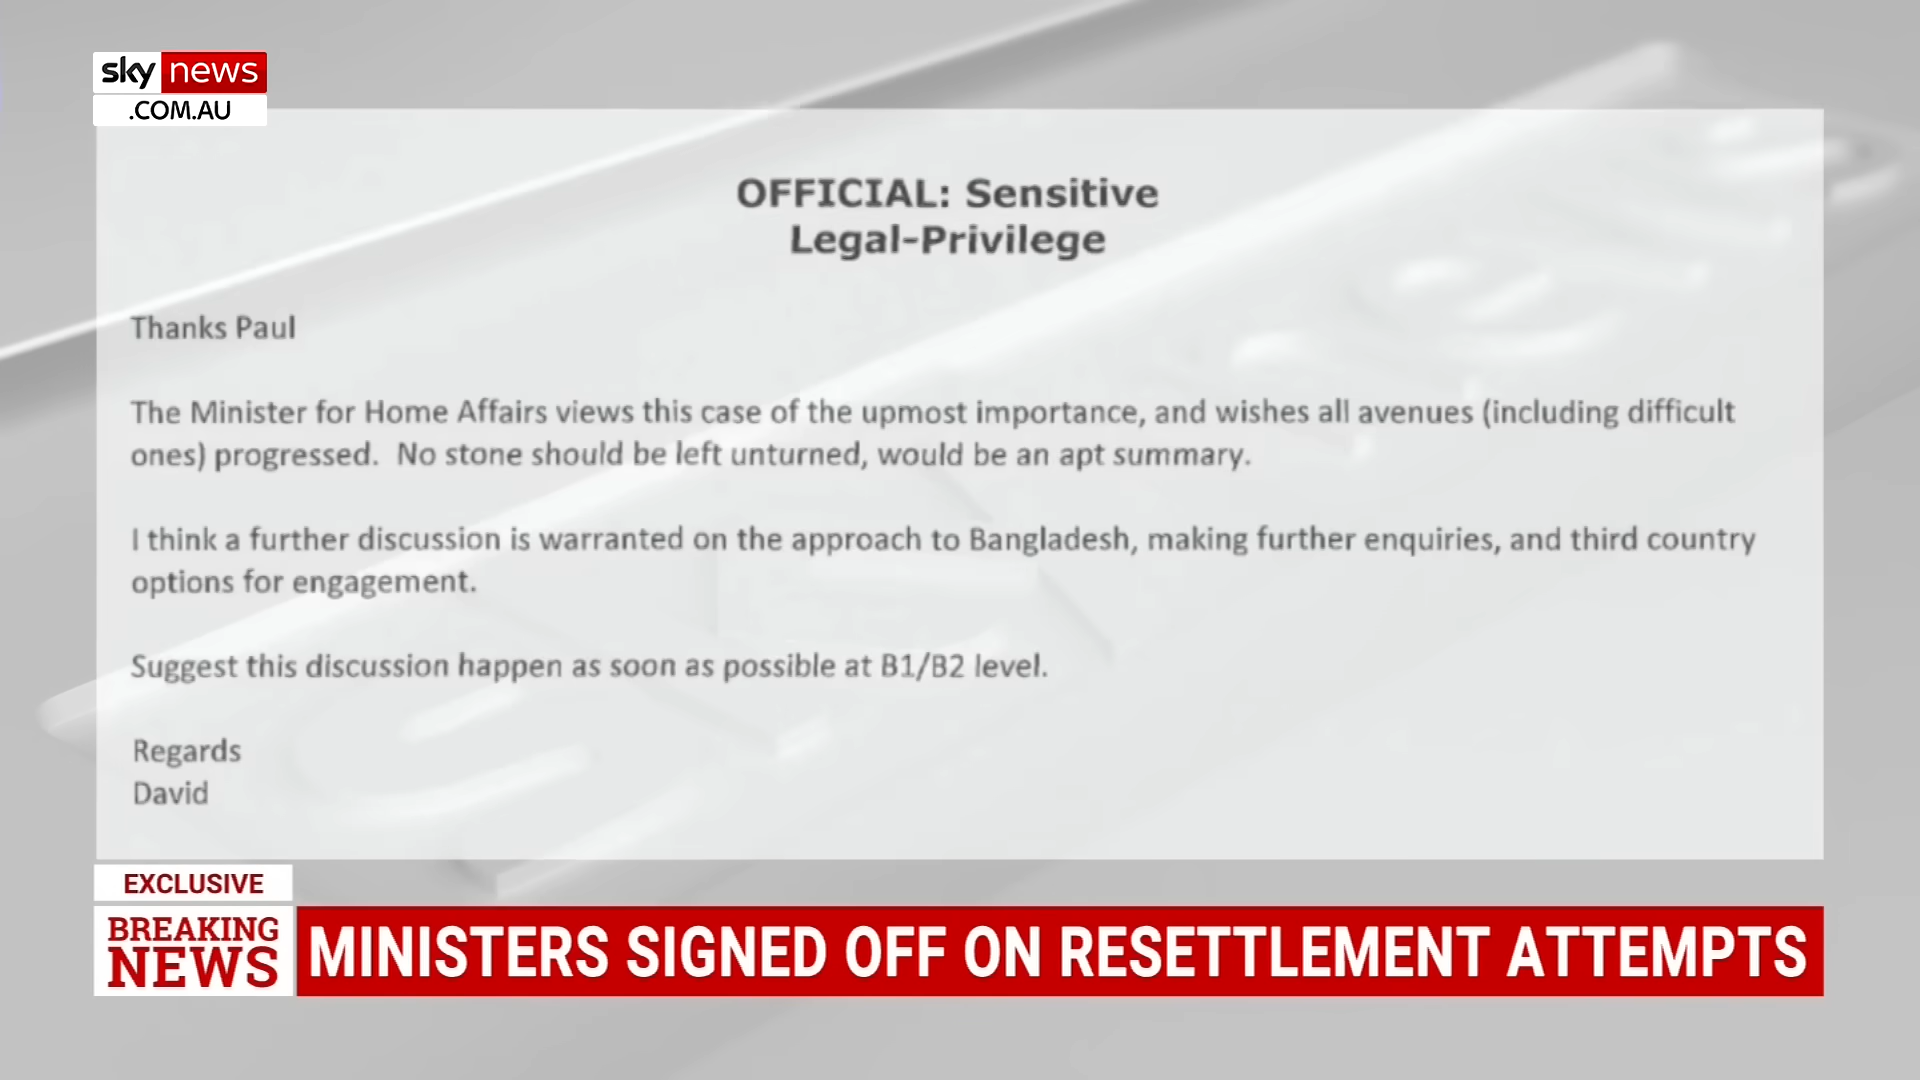 sky news
.COM.AU
OFFICIAL: Sensitive
Legal-Privilege
Thanks Paul
The Minister for Home Affairs views this case of the upmost importance, and wishes all avenues (including difficult
ones) progressed.  No stone should be left unturned, would be an apt summary.
I think a further discussion is warranted on the approach to Bangladesh, making further enquiries, and third country
options for engagement.
Suggest this discussion happen as soon as possible at B1/B2 level.
Regards
David
EXCLUSIVE
BREAKING
NEWS
MINISTERS SIGNED OFF ON RESETTLEMENT ATTEMPTS